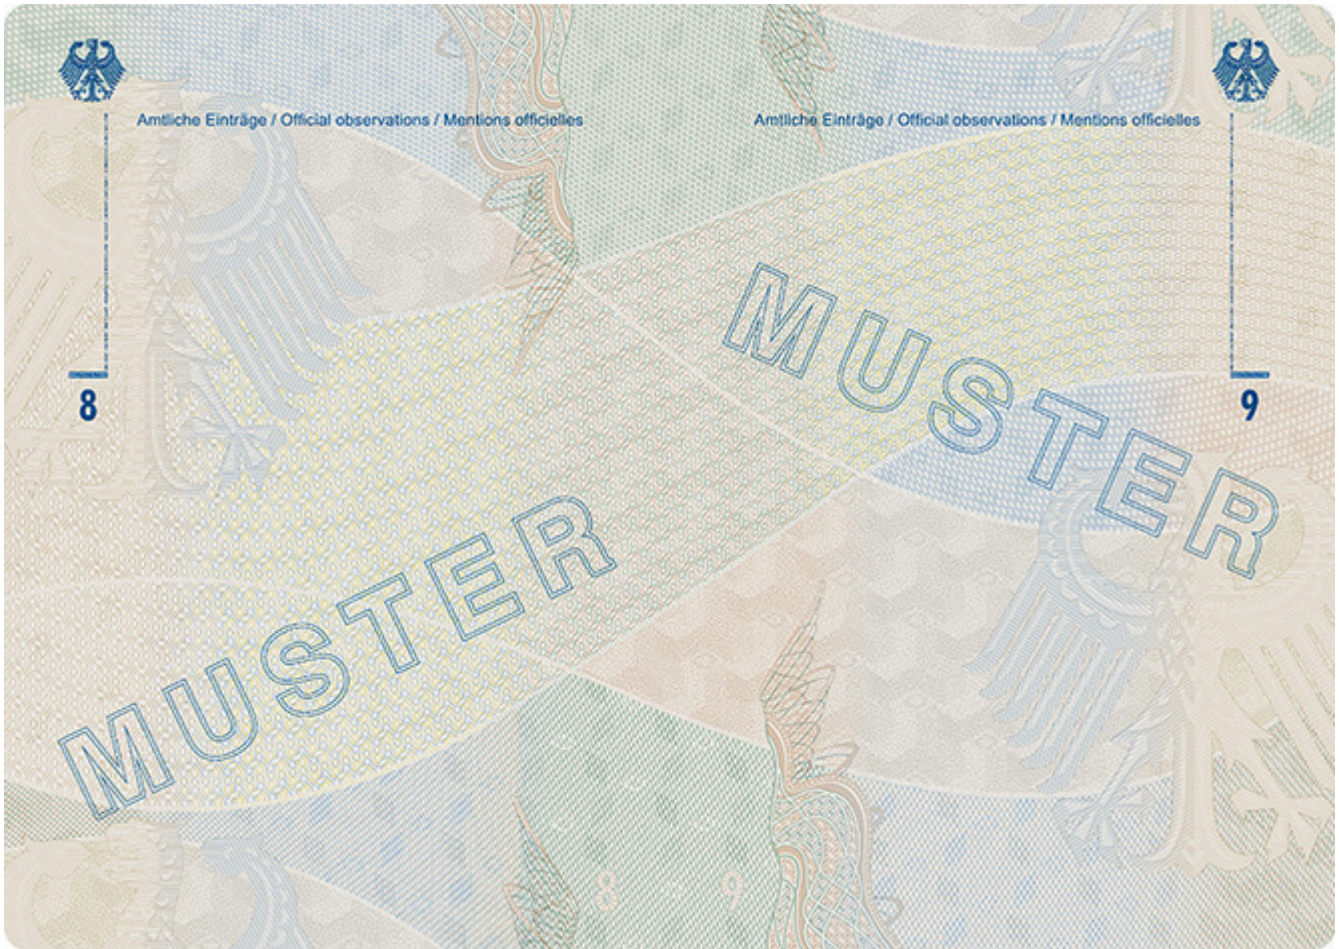 Amtliche Einträge / Official observations / Mentions officielles
8
MUSTER
Amtliche Einträge / Official observations / Mentions officielles
9
MUSTER
8 - 9